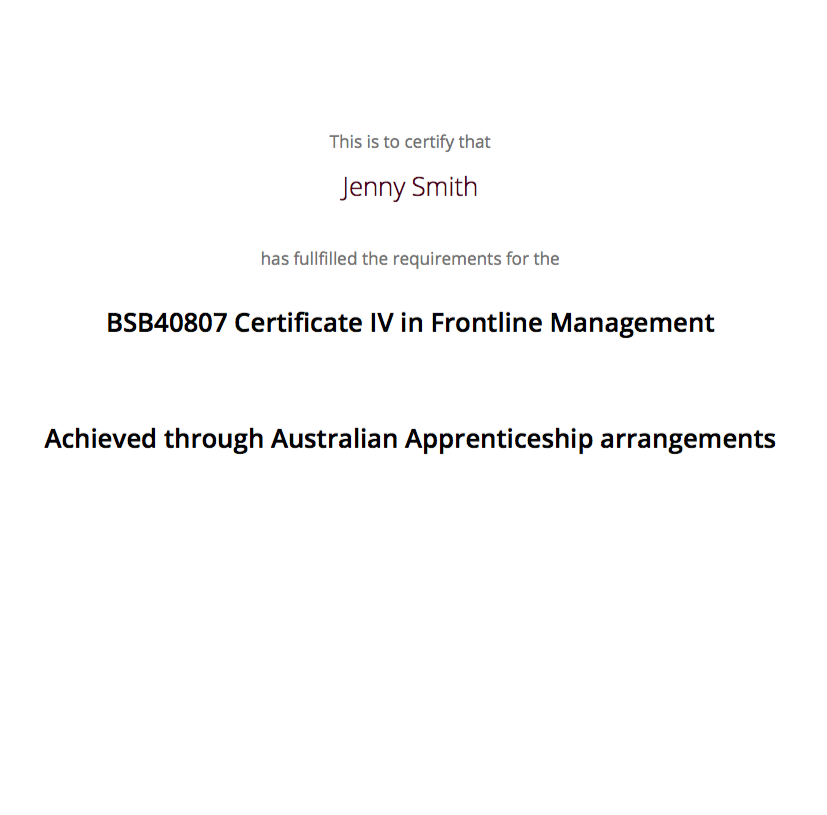 This is to certify that
Jenny Smith
has fullfilled the requirements for the
BSB40807 Certificate IV in Frontline Management
Achieved through Australian Apprenticeship arrangements